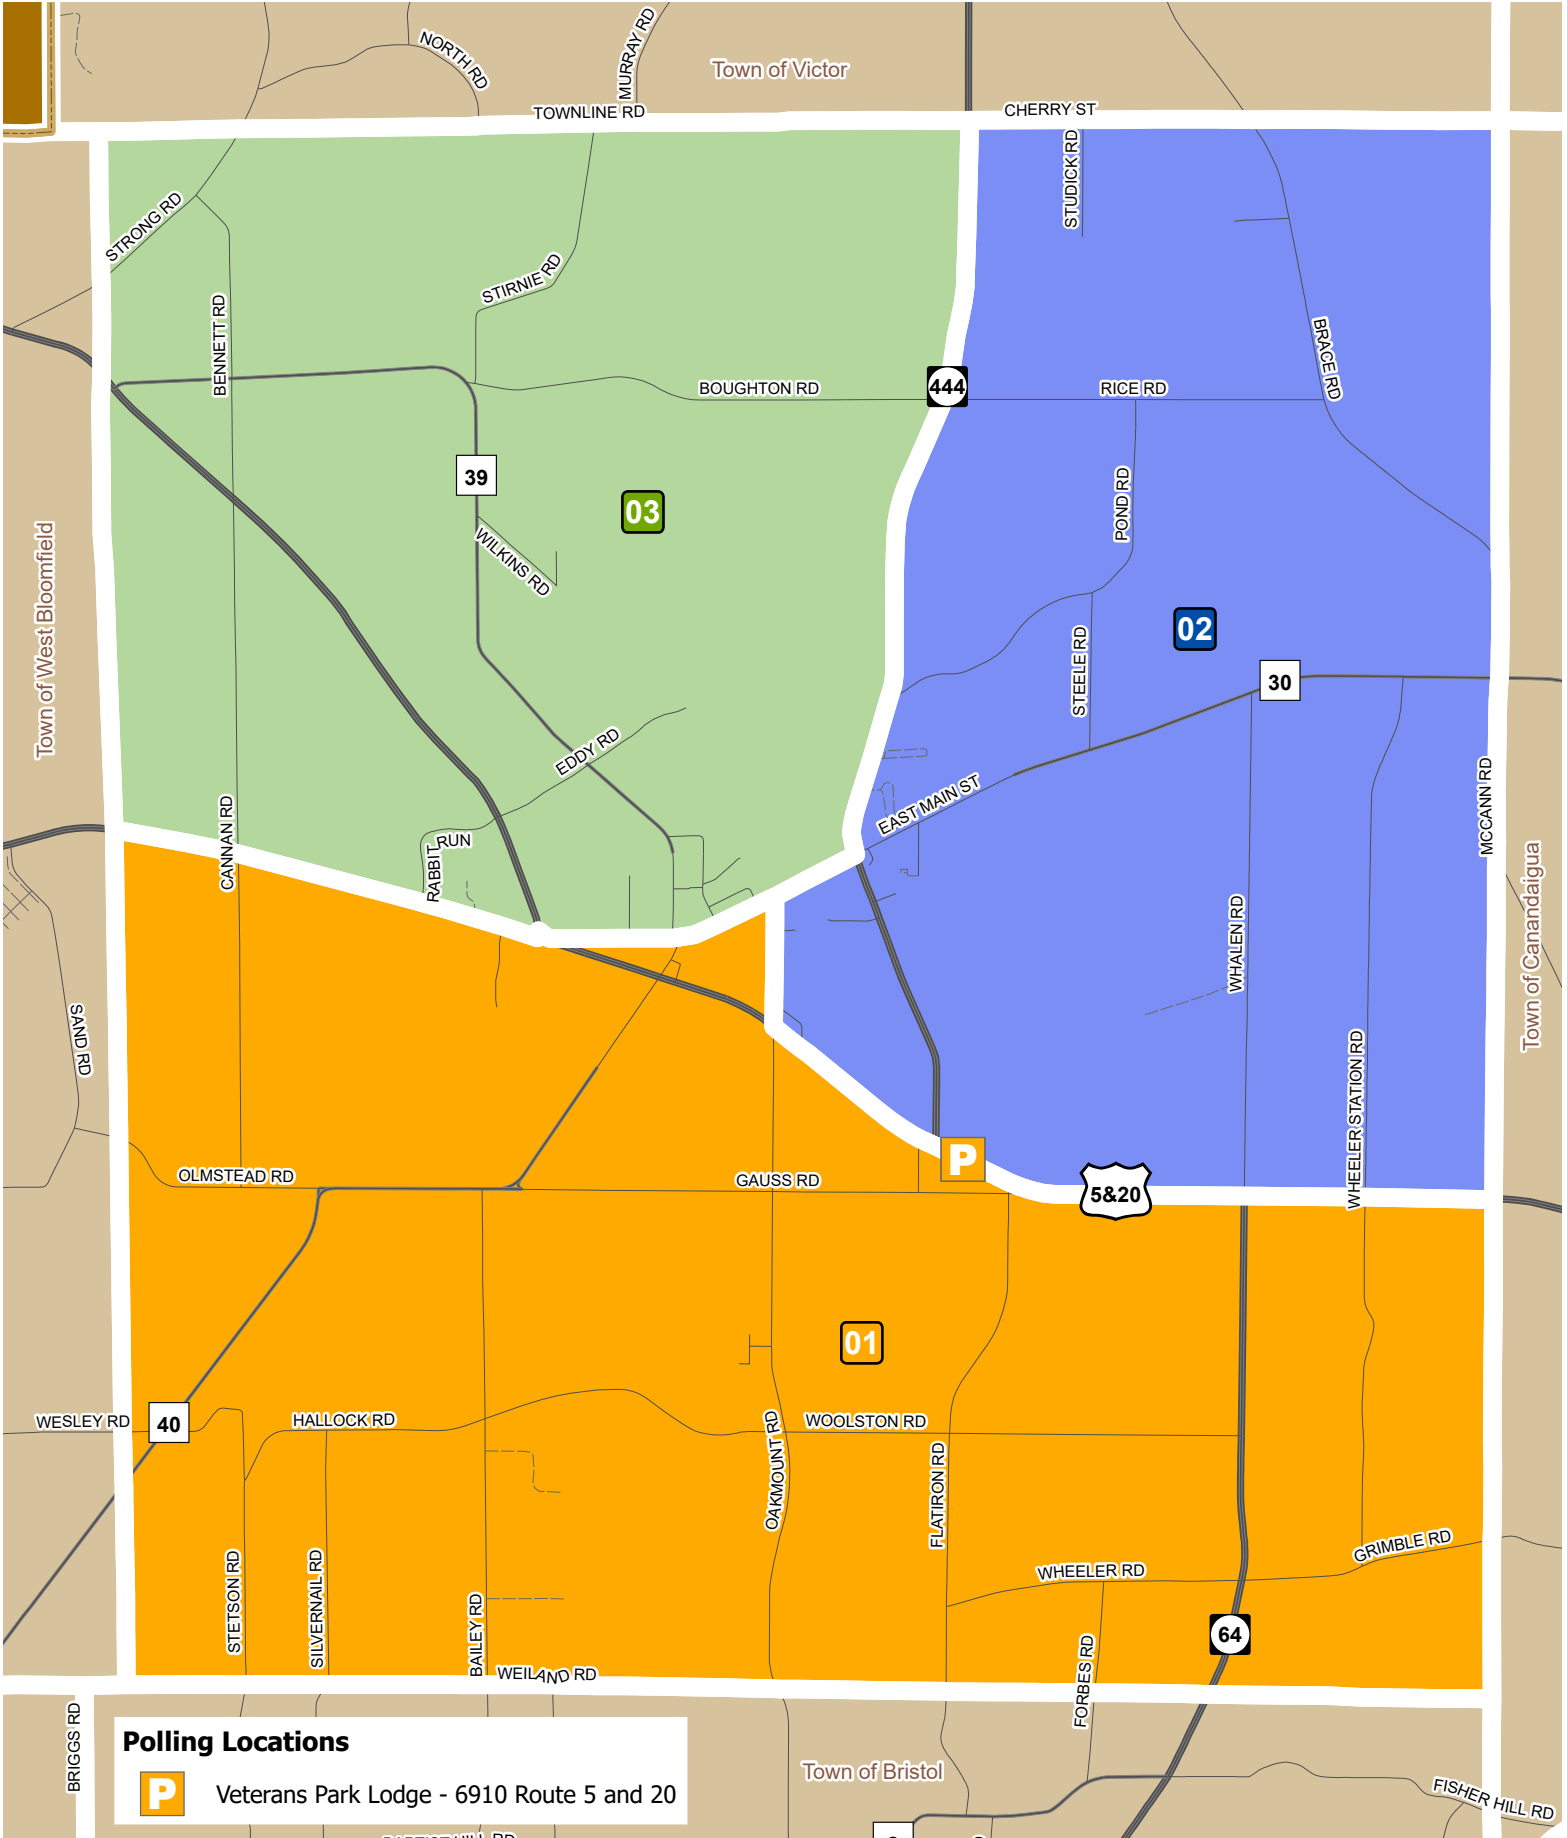 NORTH RD
MURRAY RD
Town of Victor
TOWNLINE RD
CHERRY ST
STUDICK RD
STRONG RD
STIRNIE RD
BENNETT RD
BRACE RD
BOUGHTON RD
444
RICE RD
39
03
POND RD
WILKINS RD
Town of West Bloomfield
02
STEELE RD
30
EDDY RD
MCCANN RD
EAST MAIN ST
CANNAN RD
RABBIT RUN
Town of Canandaigua
WHALEN RD
SAND RD
WHEELER STATION RD
P
OLMSTEAD RD
GAUSS RD
5&20
01
WESLEY RD
40
HALLOCK RD
WOOLSTON RD
OAKMOUNT RD
FLATIRON RD
GRIMBLE RD
STETSON RD
SILVERNAIL RD
WHEELER RD
BAILEY RD
64
FORBES RD
WEILAND RD
BRIGGS RD
Polling Locations
P Veterans Park Lodge - 6910 Route 5 and 20
Town of Bristol
FISHER HILL RD